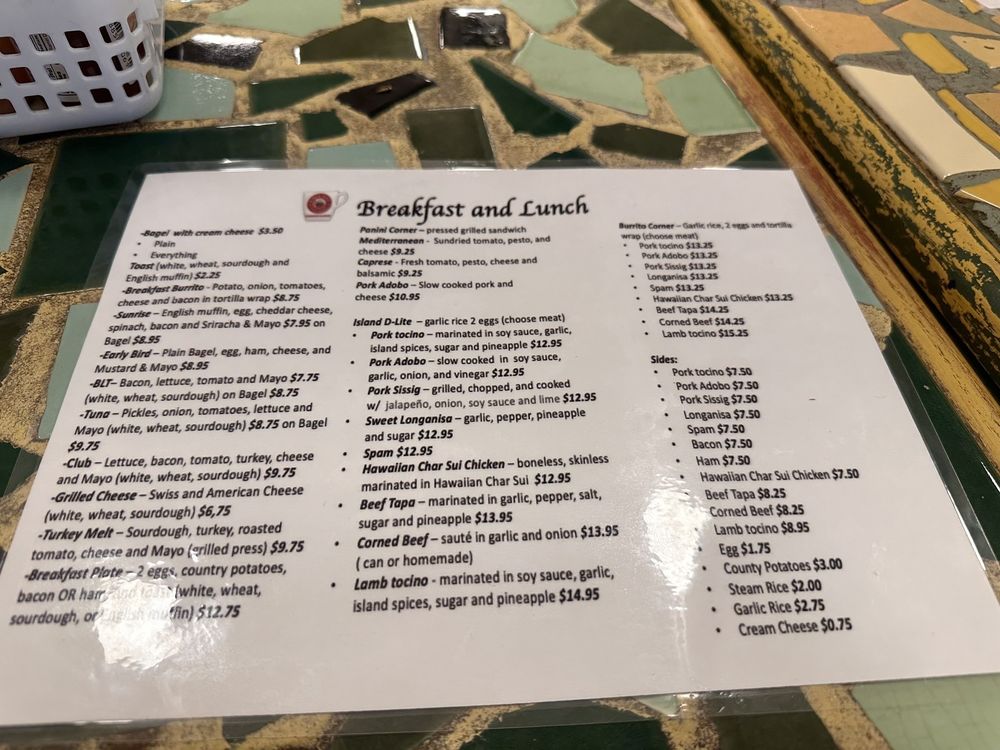 Breakfast and Lunch
-Bagel with cream cheese $3.50
• Plain
• Everything
Toast (white, wheat, sourdough and
English muffin) $2.25
-Breakfast Burrito - Potato, onion, tomatoes,
cheese and bacon in tortilla wrap $8.75
-Sunrise – English muffin, egg, cheddar cheese,
spinach, bacon and Sriracha & Mayo $7.95 on
Bagel $8.95
-Early Bird – Plain Bagel, egg, ham, cheese, and
Mustard & Mayo $8.95
-BLT– Bacon, lettuce, tomato and Mayo $7.75
(white, wheat, sourdough) on Bagel $8.75
-Tuna – Pickles, onion, tomatoes, lettuce and
Mayo (white, wheat, sourdough) $8.75 on Bagel
$9.75
-Club – Lettuce, bacon, tomato, turkey, cheese
and Mayo (white, wheat, sourdough) $9.75
-Grilled Cheese – Swiss and American Cheese
(white, wheat, sourdough) $6,75
-Turkey Melt – Sourdough, turkey, roasted
tomato, cheese and Mayo (grilled press) $9.75
-Breakfast Plate – 2 eggs, country potatoes,
bacon OR ham and toast (white, wheat,
sourdough, or English muffin) $12.75
Panini Corner – pressed grilled sandwich
Mediterranean - Sundried tomato, pesto, and
cheese $9.25
Caprese - Fresh tomato, pesto, cheese and
balsamic $9.25
Pork Adobo – Slow cooked pork and
cheese $10.95
Island D-Lite – garlic rice 2 eggs (choose meat)
• Pork tocino – marinated in soy sauce, garlic,
island spices, sugar and pineapple $12.95
• Pork Adobo – slow cooked in soy sauce,
garlic, onion, and vinegar $12.95
• Pork Sissig – grilled, chopped, and cooked
w/ jalapeño, onion, soy sauce and lime $12.95
• Sweet Longanisa – garlic, pepper, pineapple
and sugar $12.95
• Spam $12.95
• Hawaiian Char Sui Chicken – boneless, skinless
marinated in Hawaiian Char Sui $12.95
• Beef Tapa – marinated in garlic, pepper, salt,
sugar and pineapple $13.95
• Corned Beef – sauté in garlic and onion $13.95
( can or homemade)
• Lamb tocino - marinated in soy sauce, garlic,
island spices, sugar and pineapple $14.95
Burrito Corner – Garlic rice, 2 eggs and tortilla
wrap (choose meat)
• Pork tocino $13.25
• Pork Adobo $13.25
• Pork Sissig $13.25
• Longanisa $13.25
• Spam $13.25
• Hawaiian Char Sui Chicken $13.25
• Beef Tapa $14.25
• Corned Beef $14.25
• Lamb tocino $15.25
Sides:
• Pork tocino $7.50
• Pork Adobo $7.50
• Pork Sissig $7.50
• Longanisa $7.50
• Spam $7.50
• Bacon $7.50
• Ham $7.50
• Hawaiian Char Sui Chicken $7.50
• Beef Tapa $8.25
• Corned Beef $8.25
• Lamb tocino $8.95
• Egg $1.75
• County Potatoes $3.00
• Steam Rice $2.00
• Garlic Rice $2.75
• Cream Cheese $0.75